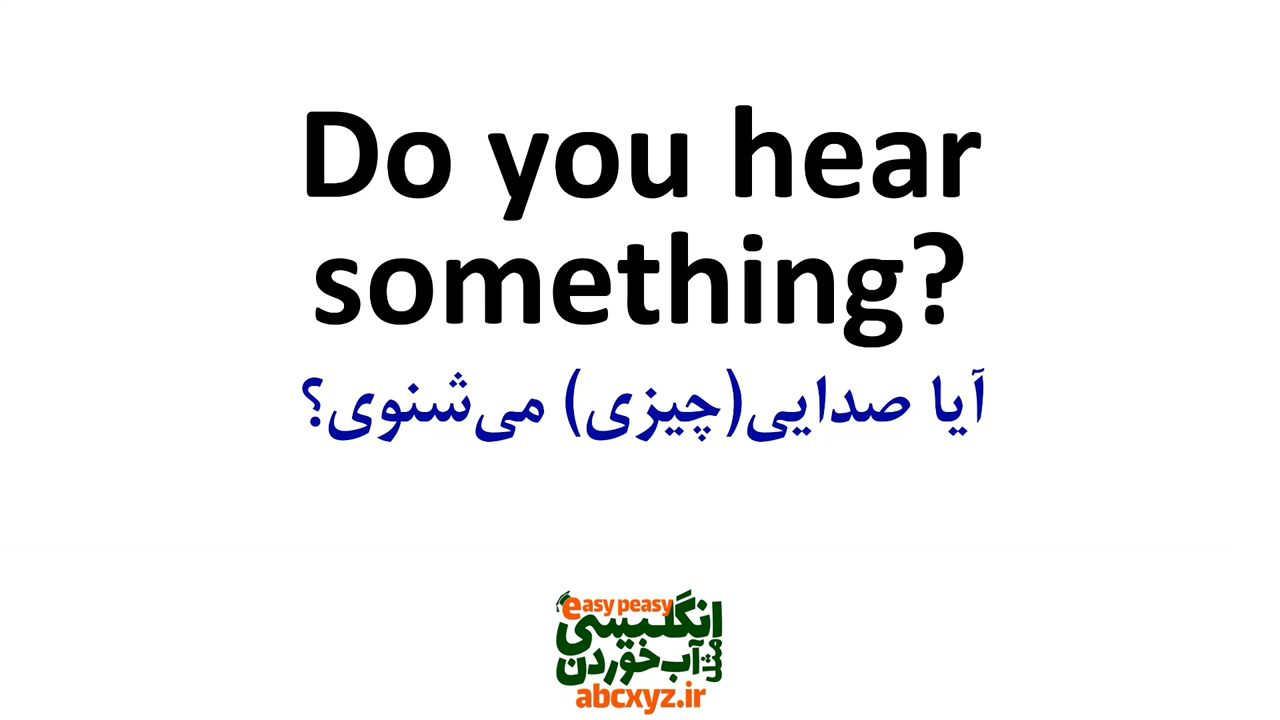 Do you hear
something?
آیا صدایی(چیزی) می‌شنوی؟
easy peasy
انگلیسی
مثل آب خوردن
abcxyz.ir